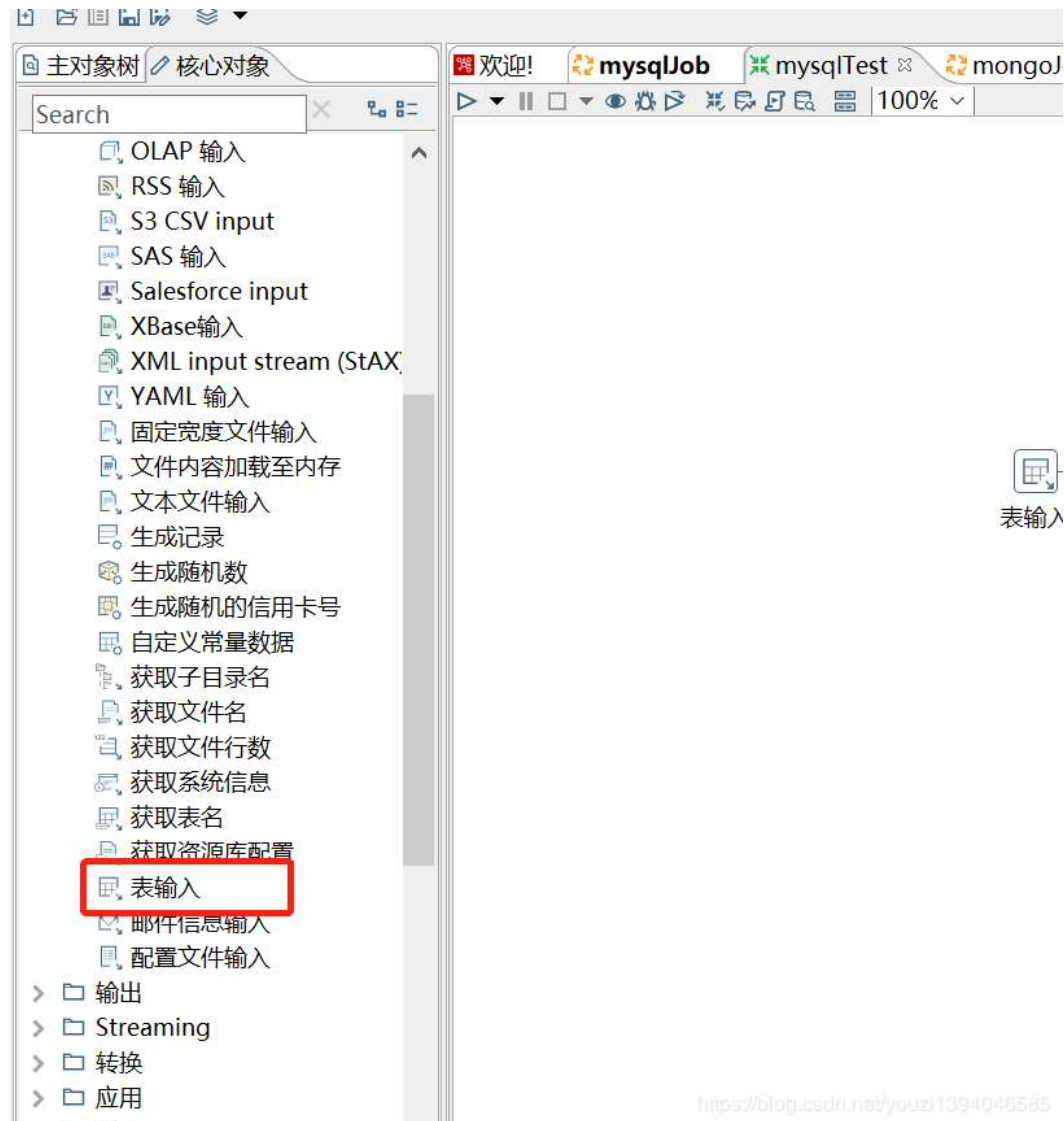 主对象树 核心对象
欢迎! mysqlJob mysqlTest mongoJ
Search
100%
OLAP 输入
RSS 输入
S3 CSV input
SAS 输入
Salesforce input
XBase输入
XML input stream (StAX)
YAML 输入
固定宽度文件输入
文件内容加载至内存
文本文件输入
生成记录
生成随机数
生成随机的信用卡号
自定义常量数据
获取子目录名
获取文件名
获取文件行数
获取系统信息
获取表名
获取资源库配置
表输入
邮件信息输入
配置文件输入
输出
Streaming
转换
应用
表输入
https://blog.csdn.net/youzi1394046585